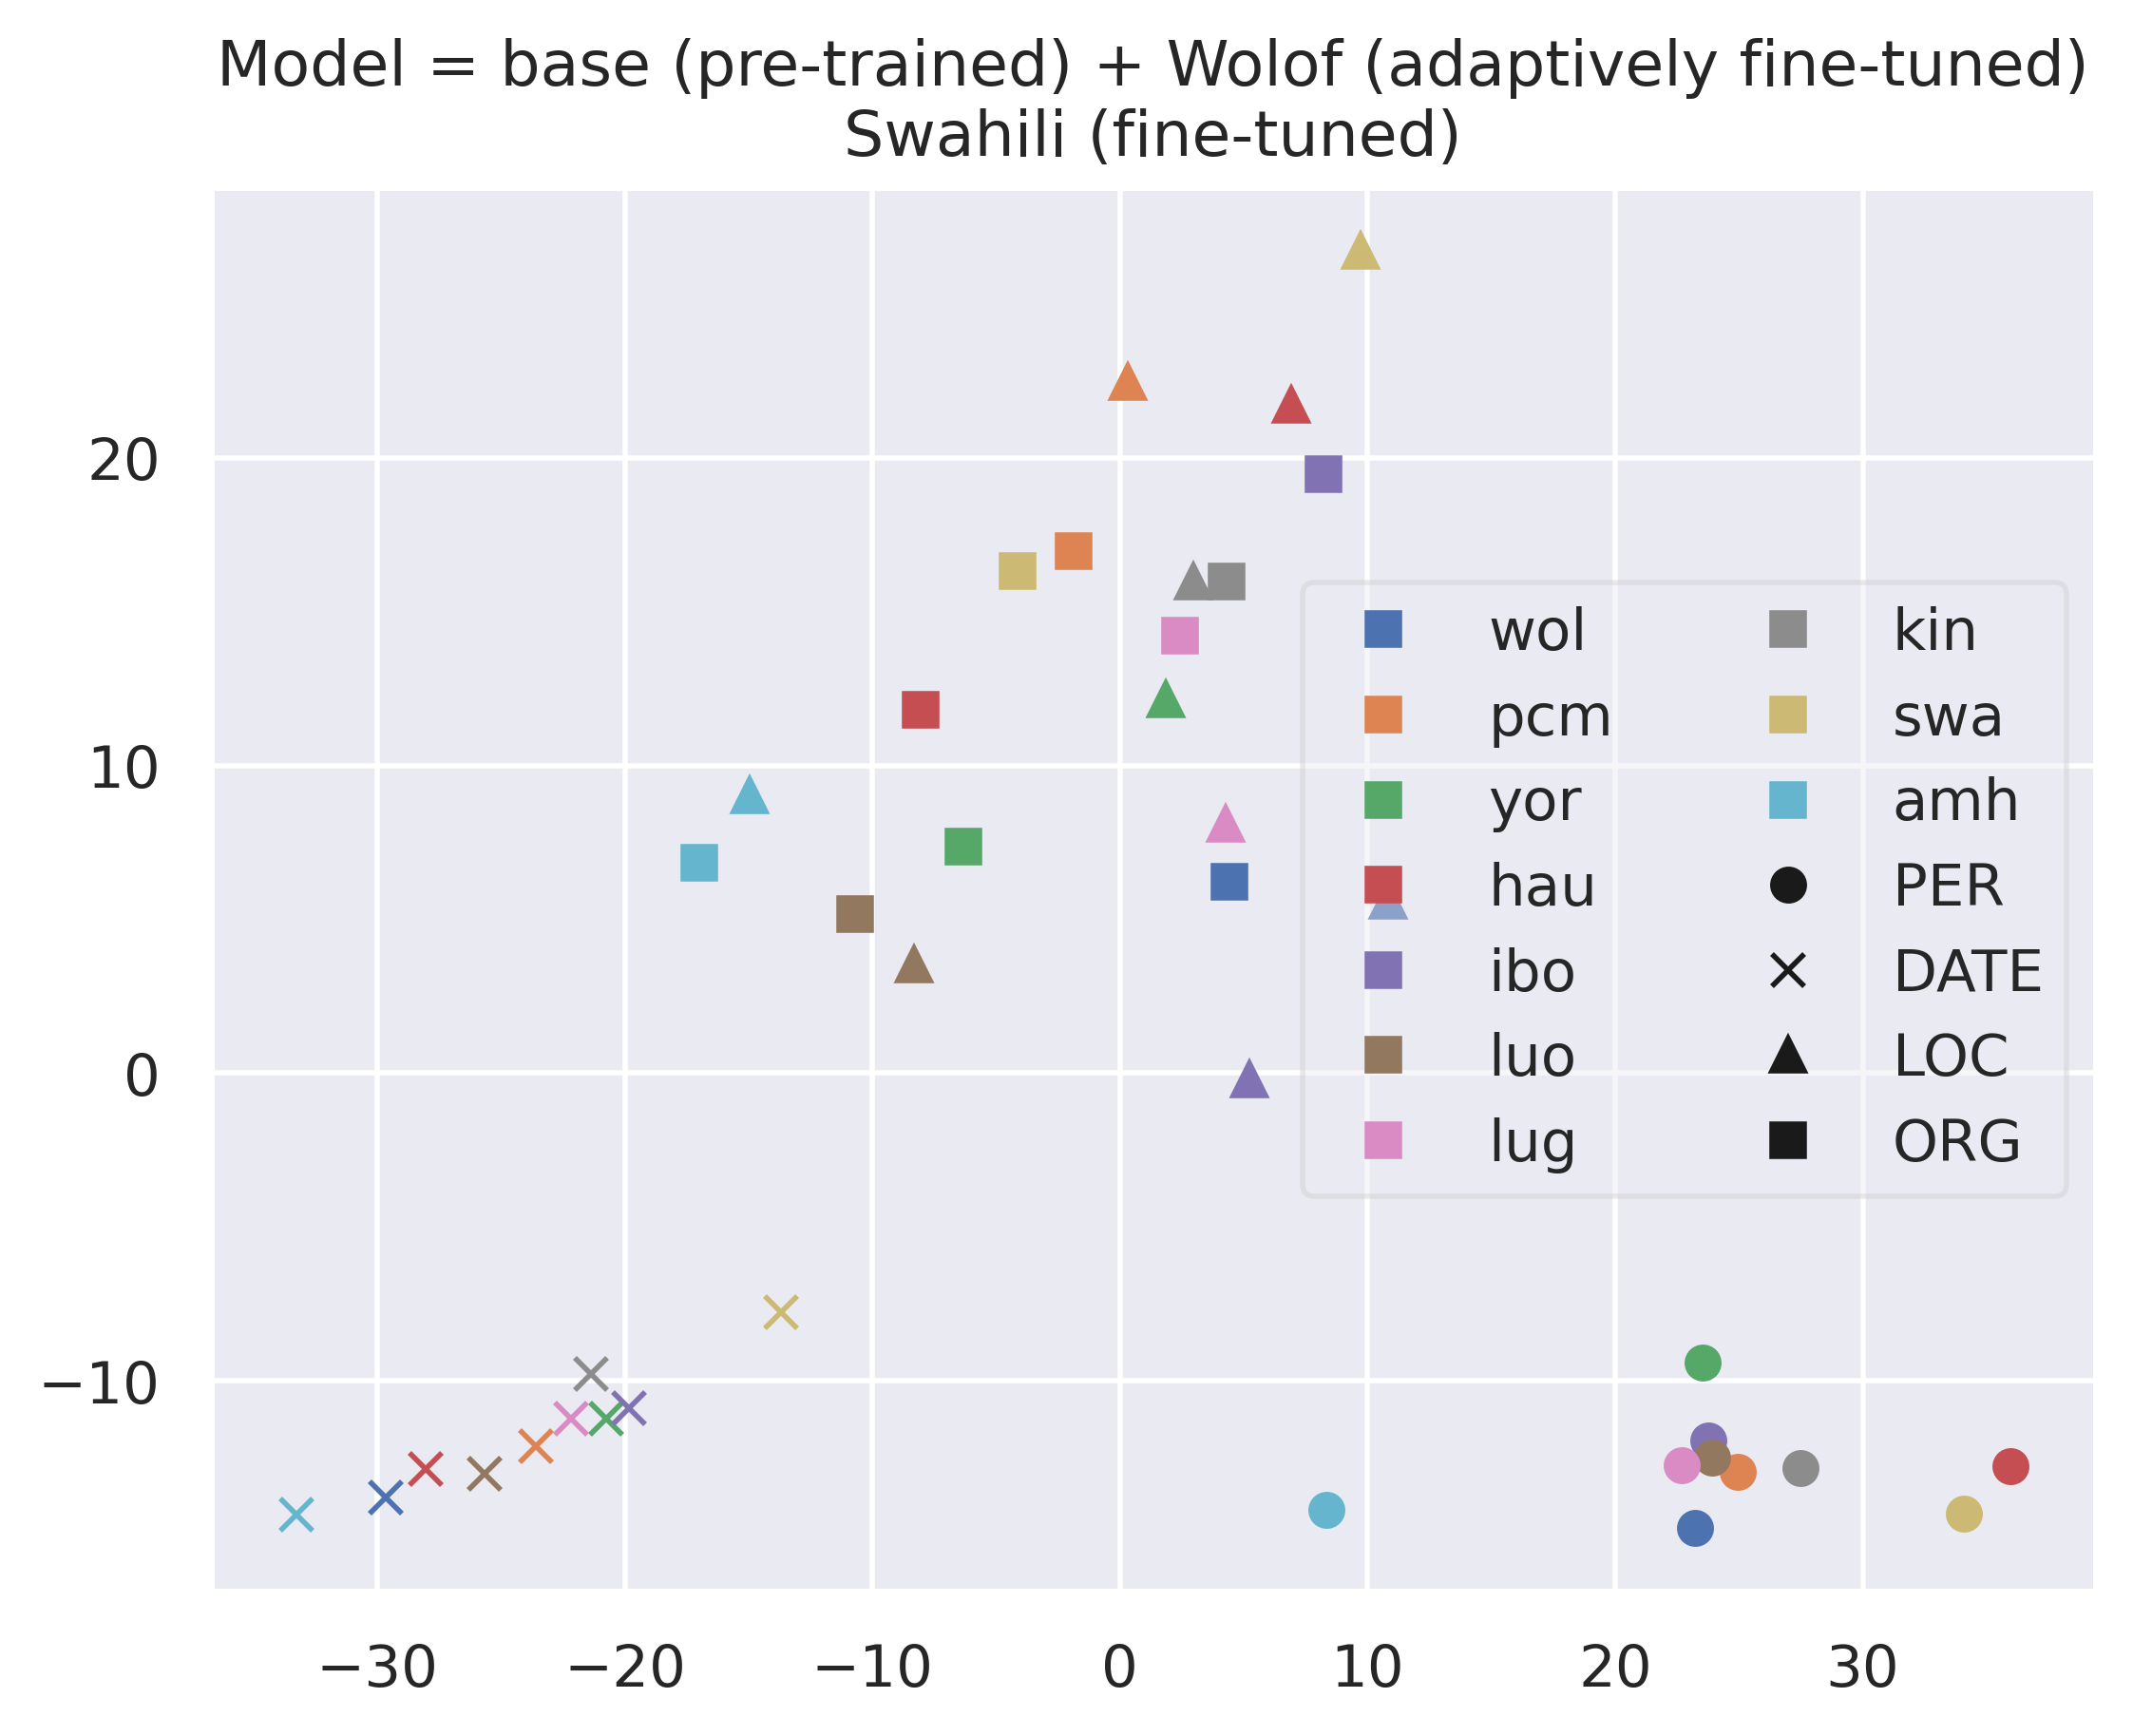 Model = base (pre-trained) + Wolof (adaptively fine-tuned)
Swahili (fine-tuned)
20
10
0
−10
−30
−20
−10
0
10
20
30
wol
pcm
yor
hau
ibo
luo
lug
kin
swa
amh
PER
DATE
LOC
ORG